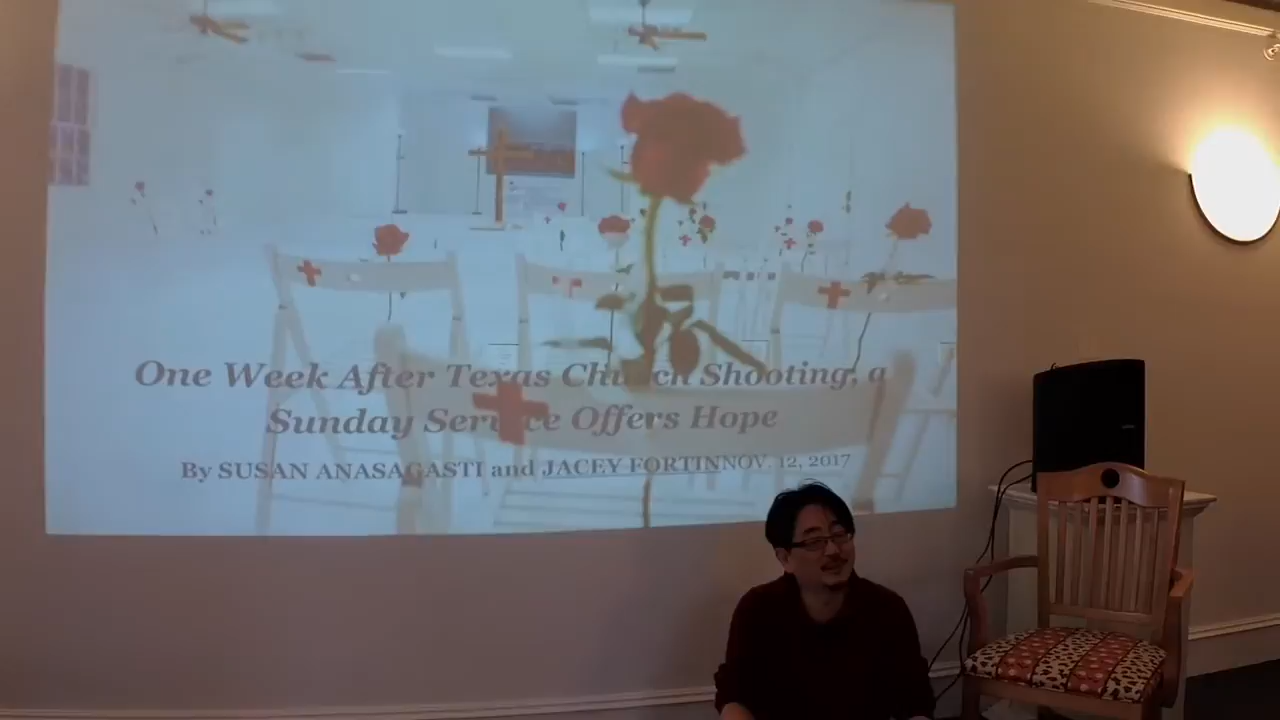 One Week After Texas Church Shooting, a
Sunday Service Offers Hope
By SUSAN ANASAGASTI and JACEY FORTINNOV. 12, 2017